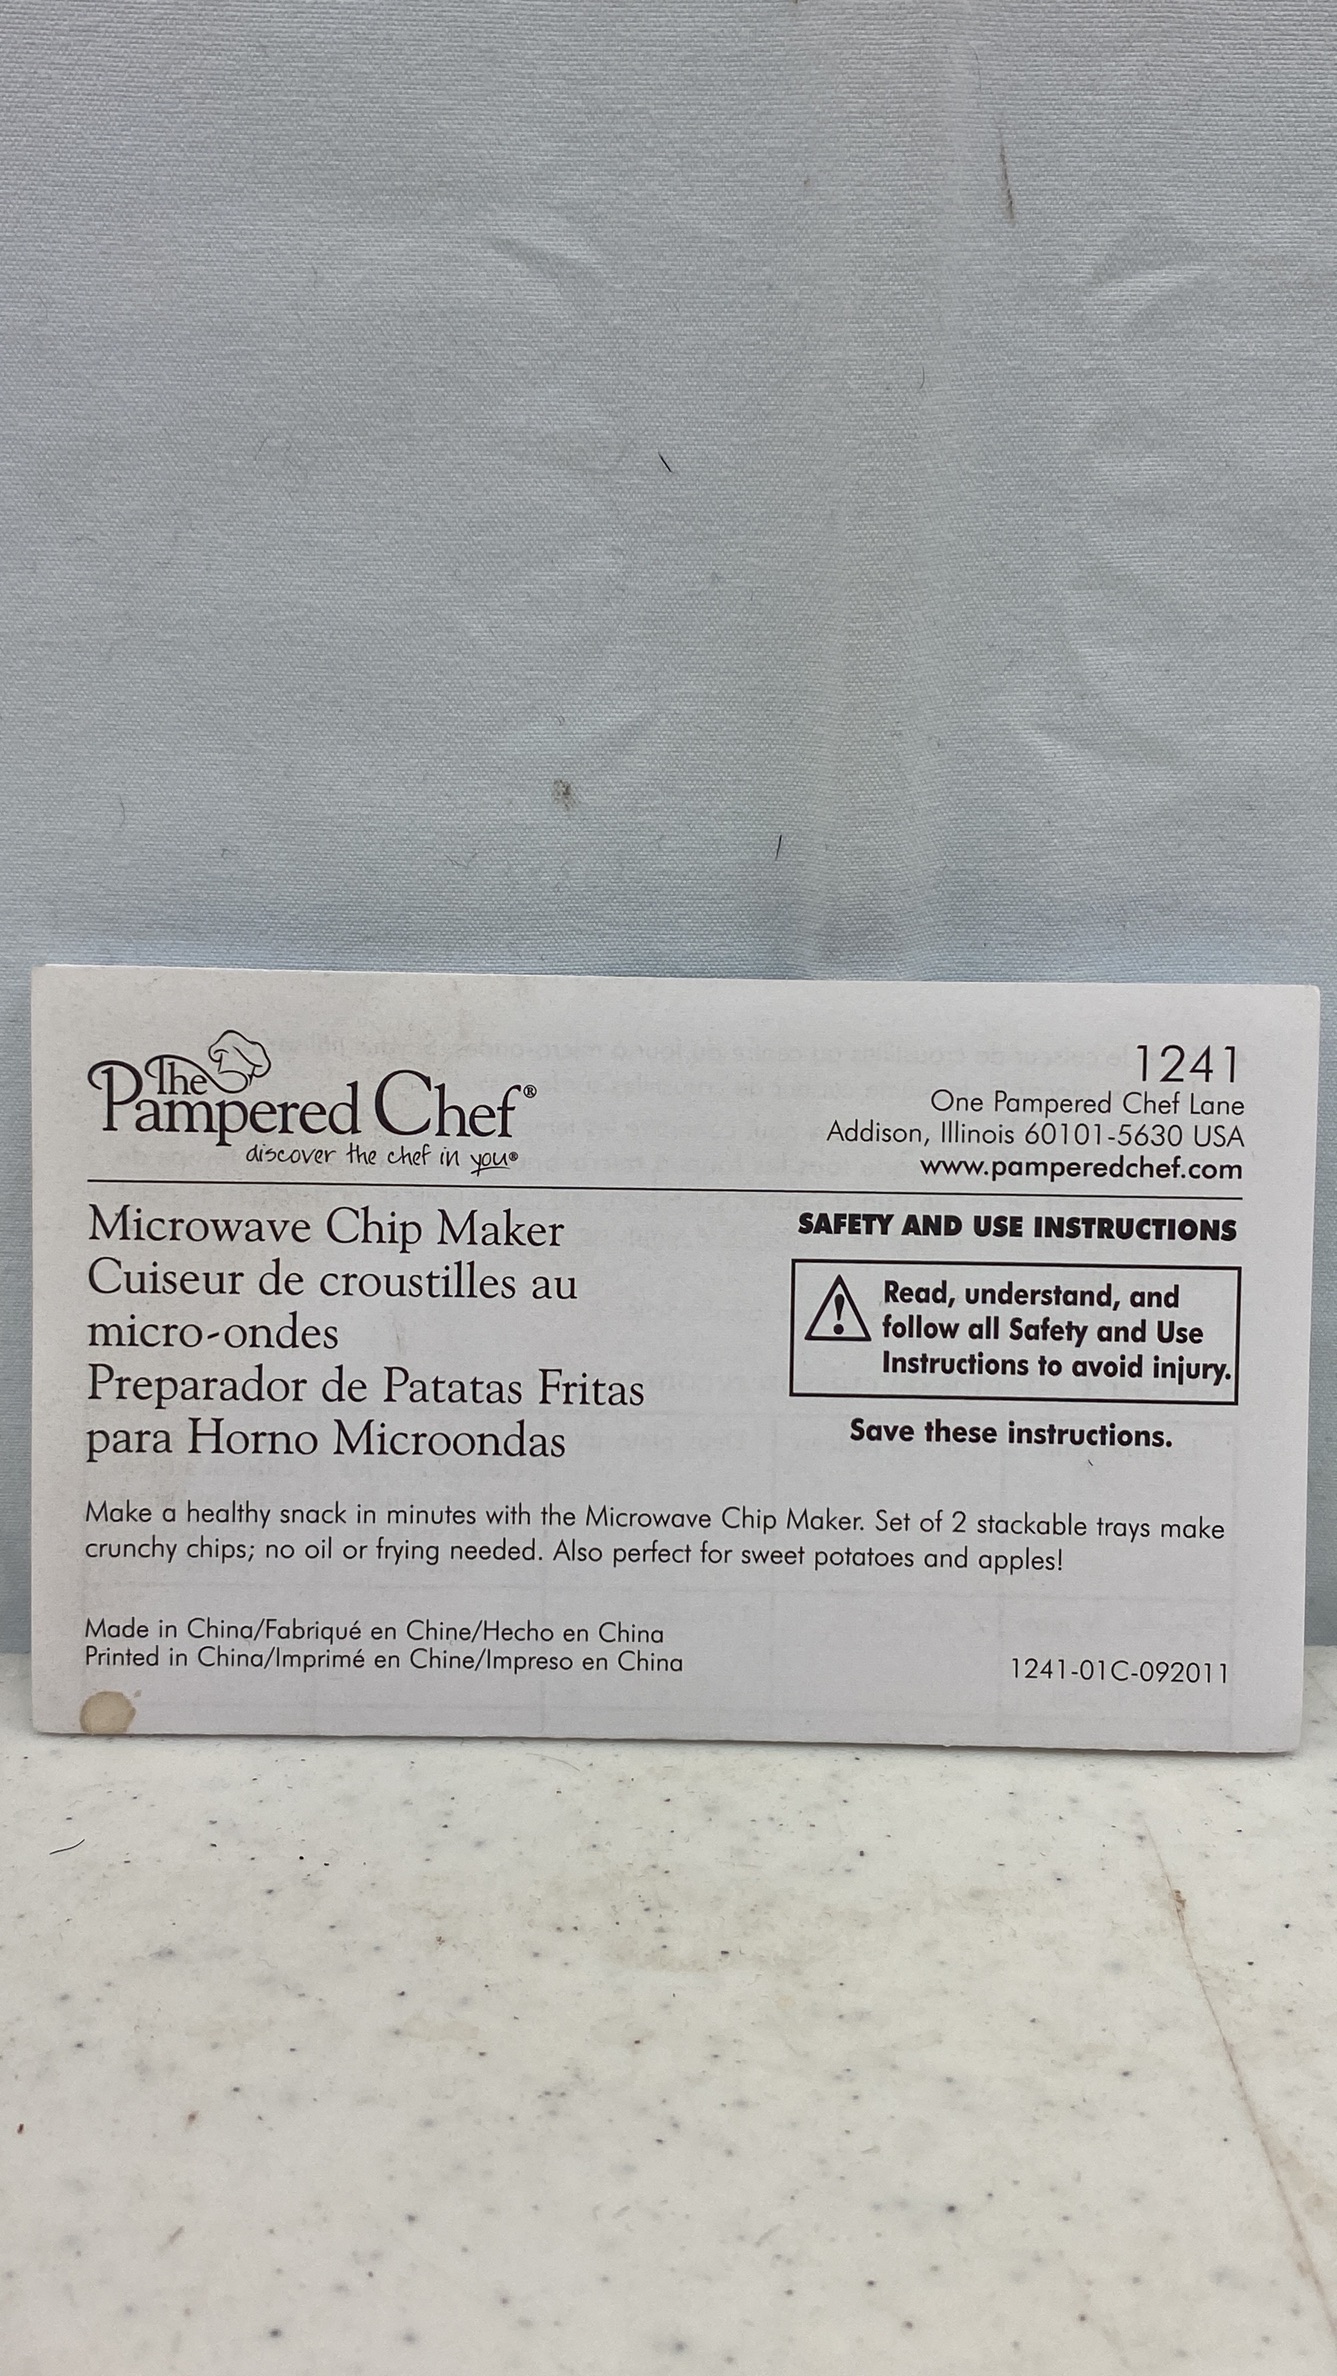 The
Pampered Chef®
discover the chef in you®
1241
One Pampered Chef Lane
Addison, Illinois 60101-5630 USA
www.pamperedchef.com
Microwave Chip Maker
Cuiseur de croustilles au
micro-ondes
Preparador de Patatas Fritas
para Horno Microondas
SAFETY AND USE INSTRUCTIONS
Read, understand, and
follow all Safety and Use
Instructions to avoid injury.
Save these instructions.
Make a healthy snack in minutes with the Microwave Chip Maker. Set of 2 stackable trays make
crunchy chips; no oil or frying needed. Also perfect for sweet potatoes and apples!
Made in China/Fabriqué en Chine/Hecho en China
Printed in China/Imprimé en Chine/Impreso en China
1241-01C-092011